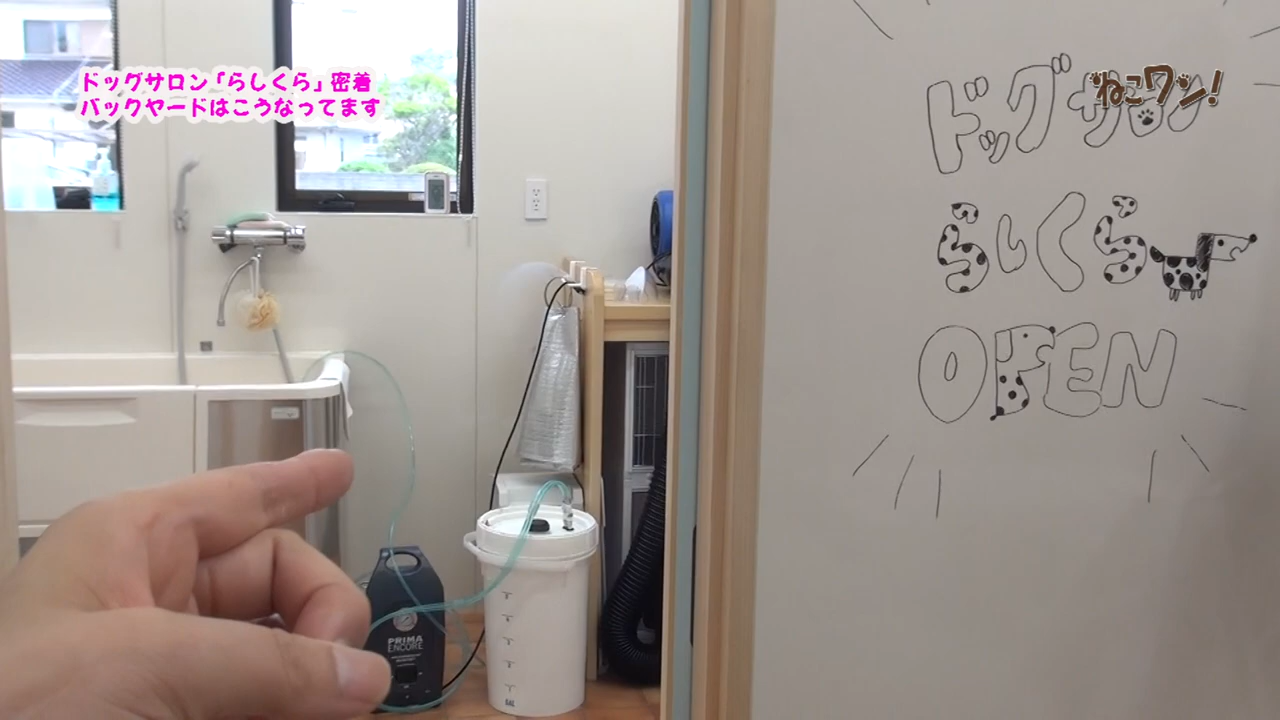 ドッグサロン「らしくら」密着
バックヤードはこうなってます
ねこワン!
ドッグサロン
らしくら
OPEN
PRIMA
ENCORE